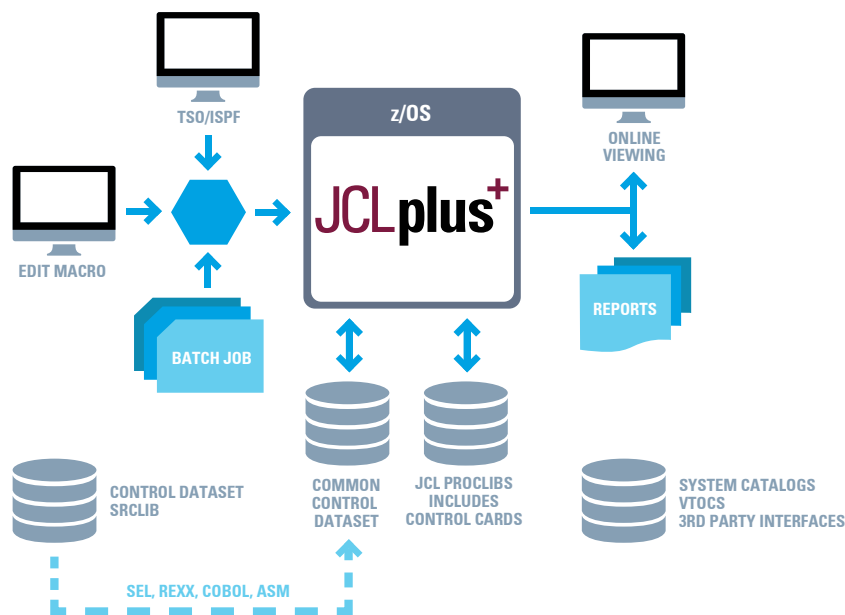 TSO/ISPF
z/OS
JCLplus+
ONLINE
VIEWING
EDIT MACRO
BATCH JOB
REPORTS
CONTROL DATASET
SRCLIB
COMMON
CONTROL
DATASET
JCL PROCLIBS
INCLUDES
CONTROL CARDS
SYSTEM CATALOGS
VTOCS
3RD PARTY INTERFACES
SEL, REXX, COBOL, ASM